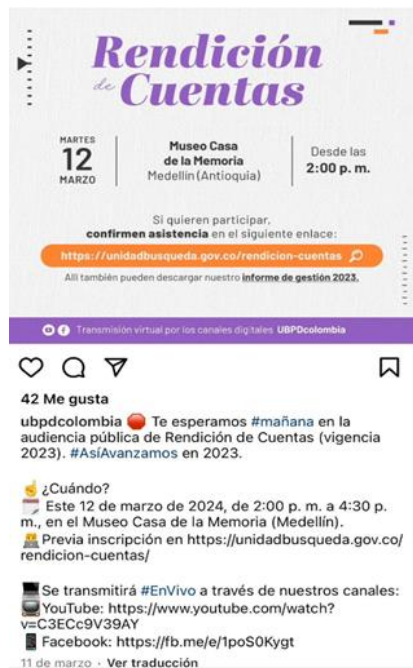 Rendición
de Cuentas
MARTES
12
MARZO
Museo Casa
de la Memoria
Medellín (Antioquia)
Desde las
2:00 p. m.
Si quieren participar,
confirmen asistencia en el siguiente enlace:
https://unidadbusqueda.gov.co/rendicion-cuentas
Allí también pueden descargar nuestro informe de gestión 2023.
Transmisión virtual por los canales digitales UBPDcolombia
42 Me gusta
ubpdcolombia 🛑 Te esperamos #mañana en la
audiencia pública de Rendición de Cuentas (vigencia
2023). #AsíAvanzamos en 2023.
☝️ ¿Cuándo?
🗓️ Este 12 de marzo de 2024, de 2:00 p. m. a 4:30 p.
m., en el Museo Casa de la Memoria (Medellín).
🧑‍💻 Previa inscripción en https://unidadbusqueda.gov.co/
rendicion-cuentas/
💻 Se transmitirá #EnVivo a través de nuestros canales:
📺 YouTube: https://www.youtube.com/watch?
v=C3ECc9V39AY
📱 Facebook: https://fb.me/e/1poS0Kygt
11 de marzo · Ver traducción